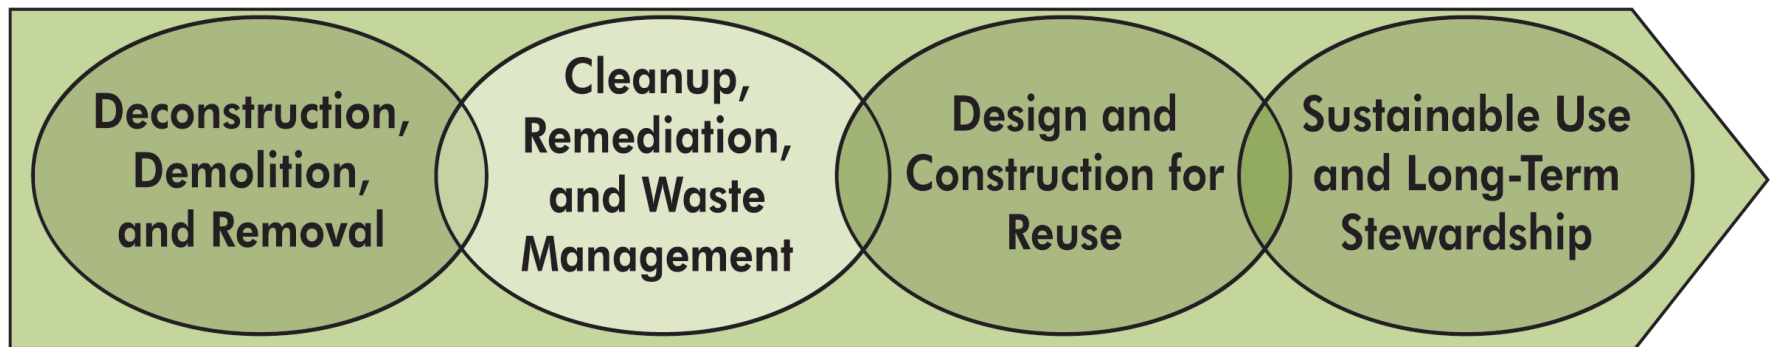 Deconstruction,
Demolition,
and Removal
Cleanup,
Remediation,
and Waste
Management
Design and
Construction for
Reuse
Sustainable Use
and Long-Term
Stewardship